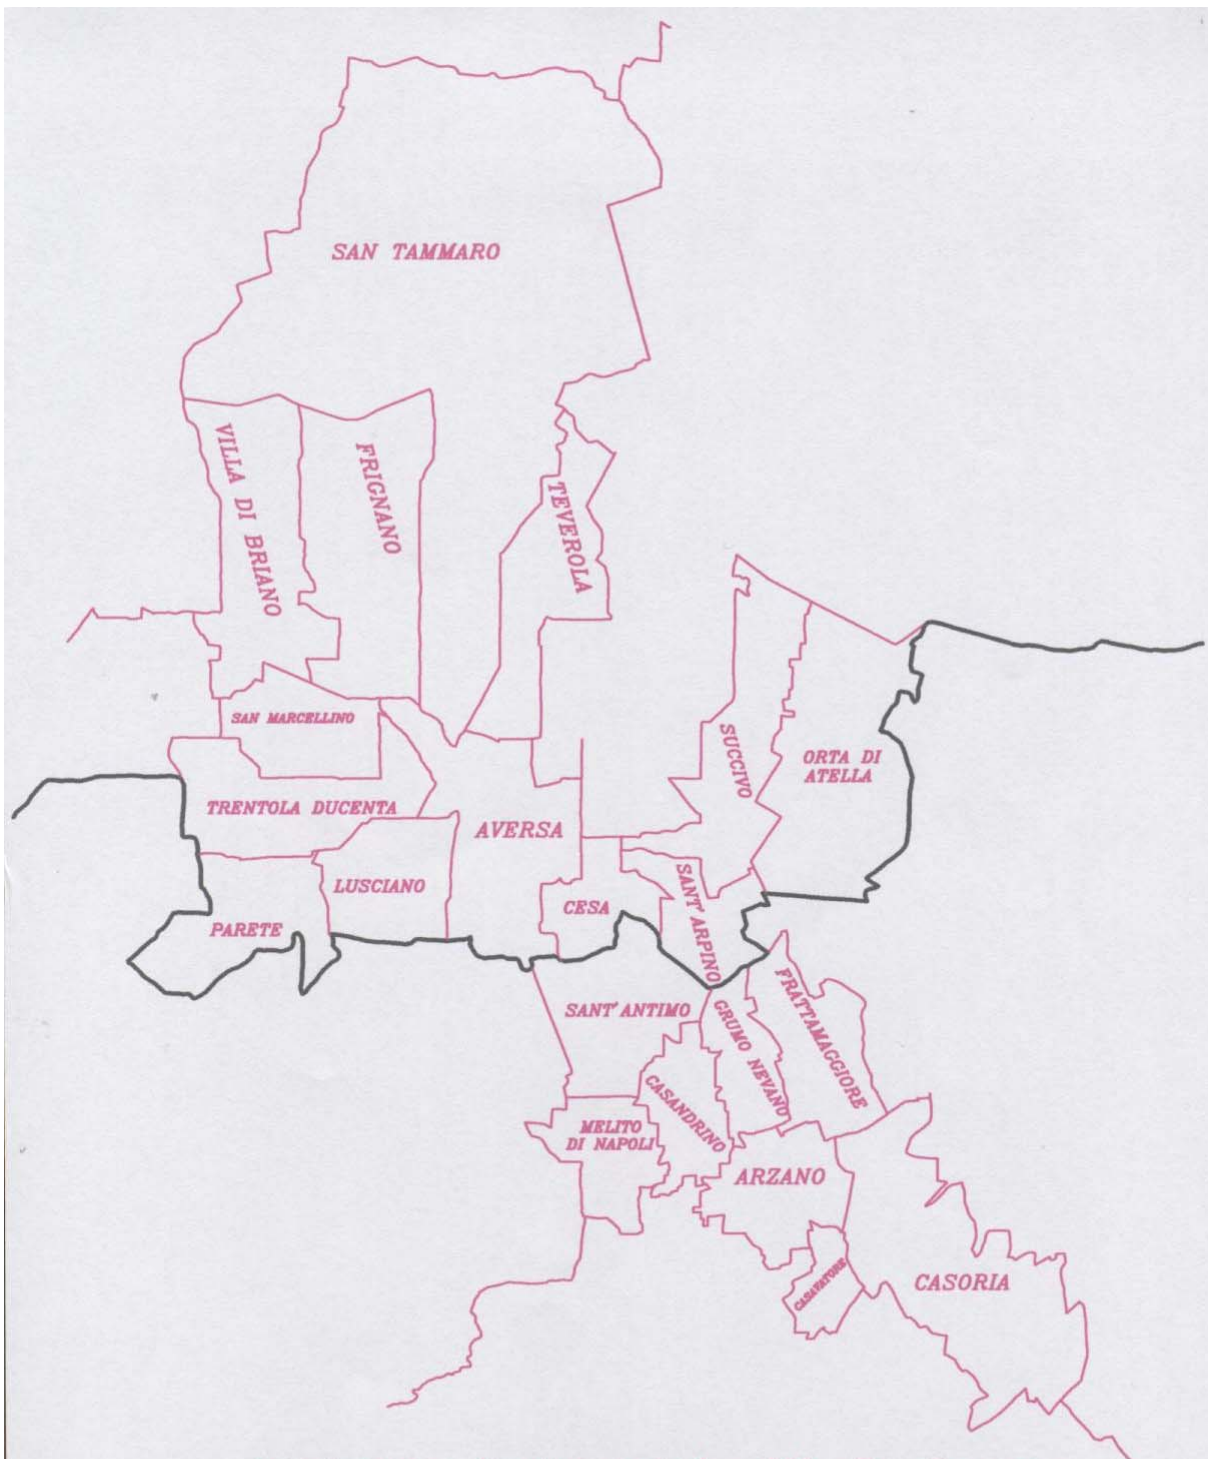 SAN TAMMARO
VILLA DI BRIANO
FRIGNANO
TEVEROLA
SAN MARCELLINO
SUCCIVO
ORTA DI
ATELLA
TRENTOLA DUCENTA
AVERSA
LUSCIANO
CESA
SANT'ARPINO
PARETE
SANT'ANTIMO
GRUMO NEVANO
FRATTAMAGGIORE
CASANDRINO
MELITO
DI NAPOLI
ARZANO
CASAVATORE
CASORIA